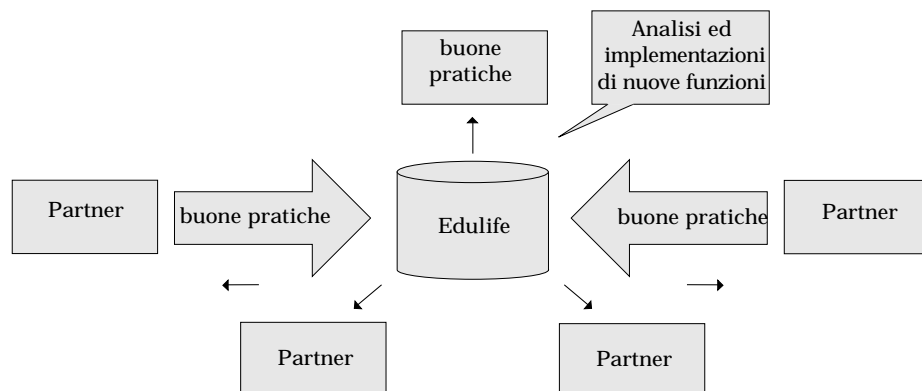 buone
pratiche
Analisi ed
implementazioni
di nuove funzioni
Partner
buone pratiche
Edulife
buone pratiche
Partner
Partner
Partner